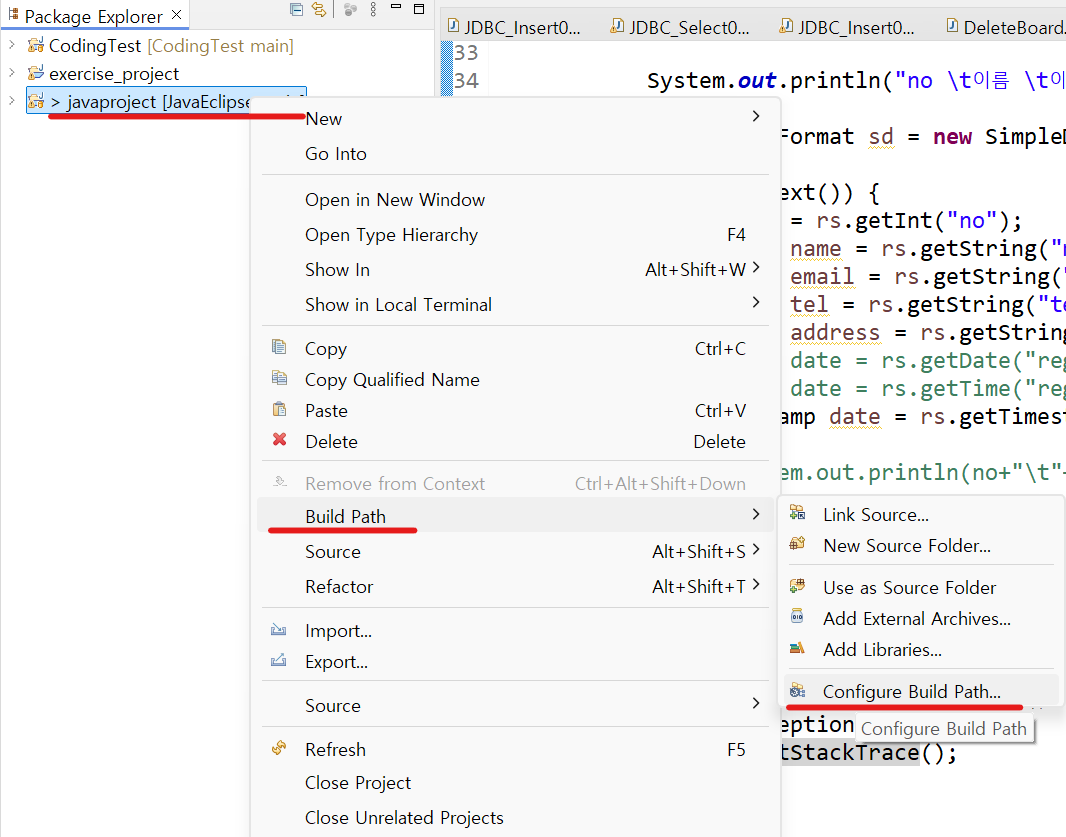 Package Explorer
CodingTest [CodingTest main]
exercise_project
> javaproject [JavaEclipse
JDBC_Insert0...
JDBC_Select0...
JDBC_Insert0...
DeleteBoard.
33
34
System.out.println("no \t이름 \t이
Format sd = new Simple
ext()) {
= rs.getInt("no");
name = rs.getString("
email = rs.getString(
tel = rs.getString("te
address = rs.getString
date = rs.getDate("reg
date = rs.getTime("reg
amp date = rs.getTimest
em.out.println(no+"\t"
eption
tStackTrace();
New
Go Into
Open in New Window
Open Type Hierarchy F4
Show In Alt+Shift+W
Show in Local Terminal
Copy Ctrl+C
Copy Qualified Name
Paste Ctrl+V
Delete Delete
Remove from Context Ctrl+Alt+Shift+Down
Build Path
Source Alt+Shift+S
Refactor Alt+Shift+T
Import...
Export...
Source
Refresh F5
Close Project
Close Unrelated Projects
Link Source...
New Source Folder...
Use as Source Folder
Add External Archives...
Add Libraries...
Configure Build Path...
Configure Build Path